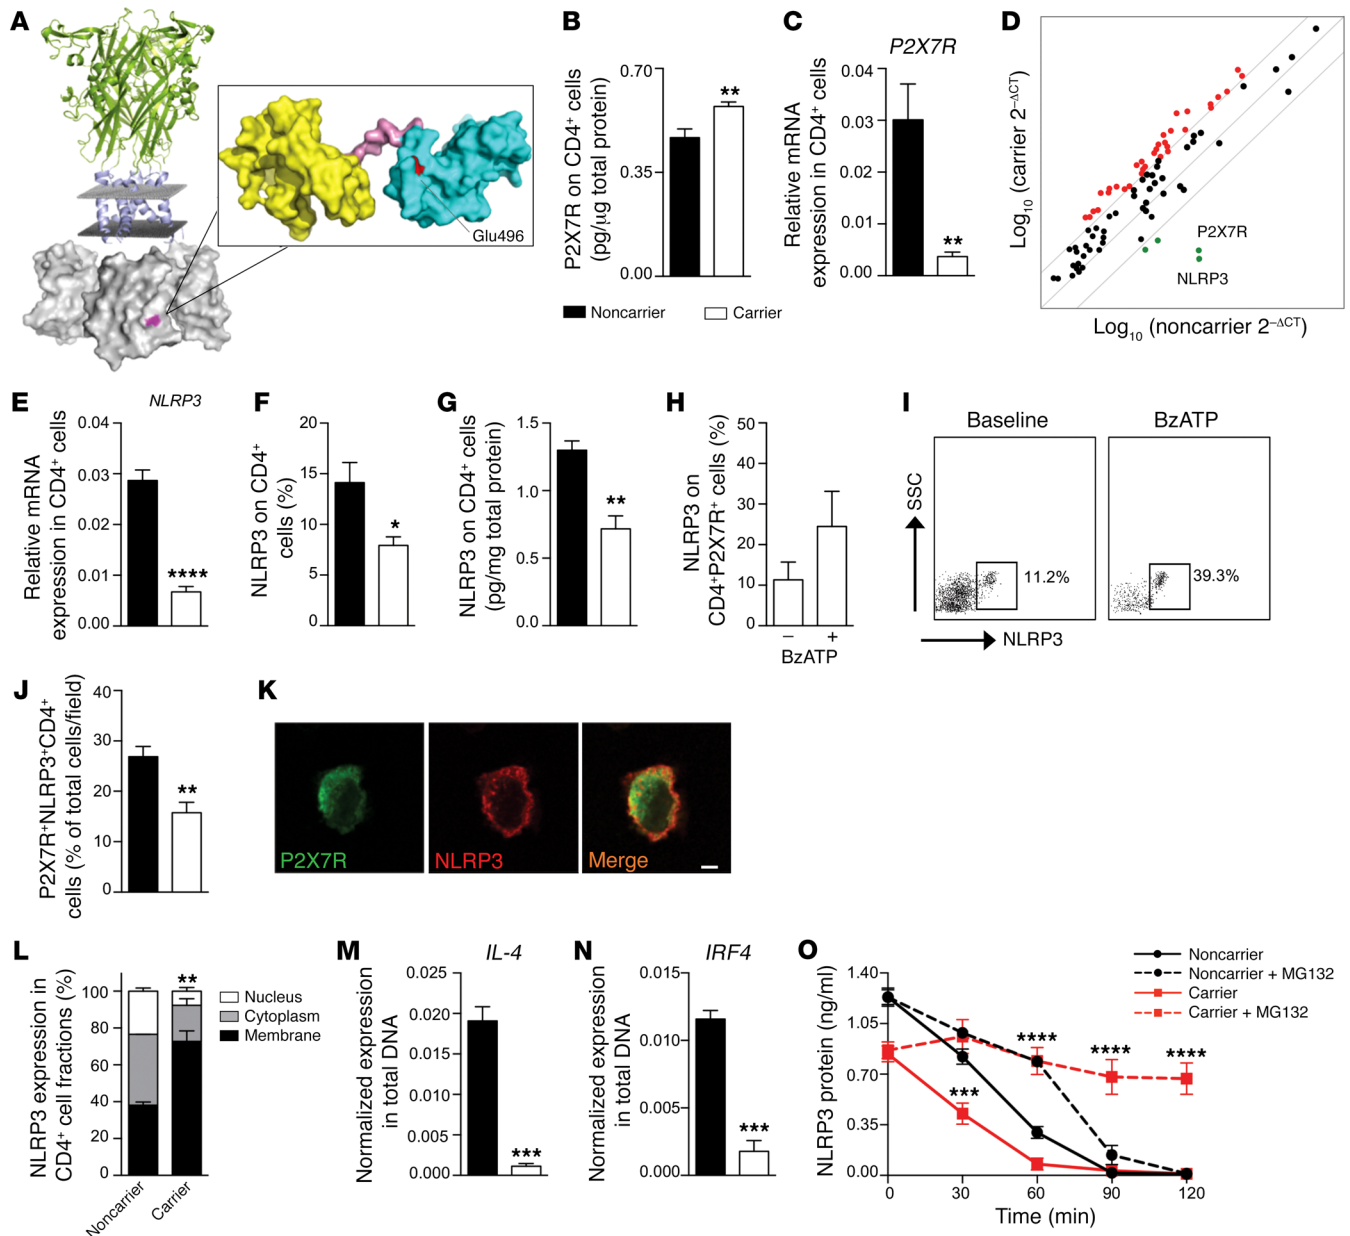 A
Glu496
B
P2X7R on CD4⁺ cells
(pg/μg total protein)
0.70
0.35
0.00
**
Noncarrier
Carrier
C
P2X7R
Relative mRNA
expression in CD4⁺ cells
0.04
0.03
0.02
0.01
0.00
**
D
Log₁₀ (carrier 2⁻ΔCT)
P2X7R
NLRP3
Log₁₀ (noncarrier 2⁻ΔCT)
E
NLRP3
Relative mRNA
expression in CD4⁺ cells
0.04
0.03
0.02
0.01
0.00
****
F
NLRP3 on CD4⁺
cells (%)
20
15
10
5
0
*
G
NLRP3 on CD4⁺ cells
(pg/mg total protein)
1.5
1.0
0.5
0.0
**
H
NLRP3 on
CD4⁺P2X7R⁺ cells (%)
50
40
30
20
10
0
– +
BzATP
I
Baseline
BzATP
SSC
11.2%
39.3%
NLRP3
J
P2X7R⁺NLRP3⁺CD4⁺
cells (% of total cells/field)
40
30
20
10
0
**
K
P2X7R
NLRP3
Merge
L
NLRP3 expression in
CD4⁺ cell fractions (%)
100
80
60
40
20
0
**
Nucleus
Cytoplasm
Membrane
Noncarrier
Carrier
M
IL-4
Normalized expression
in total DNA
0.025
0.020
0.015
0.010
0.005
0.000
***
N
IRF4
Normalized expression
in total DNA
0.015
0.010
0.005
0.000
***
O
Noncarrier
Noncarrier + MG132
Carrier
Carrier + MG132
NLRP3 protein (ng/ml)
1.40
1.05
0.70
0.35
0.00
***
****
****
****
0 30 60 90 120
Time (min)